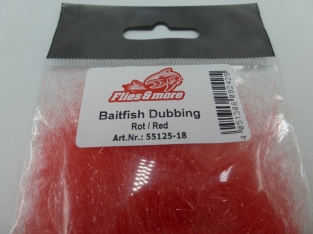 Flies & more
Baitfish Dubbing
Rot / Red
Art.Nr.: 55125-18